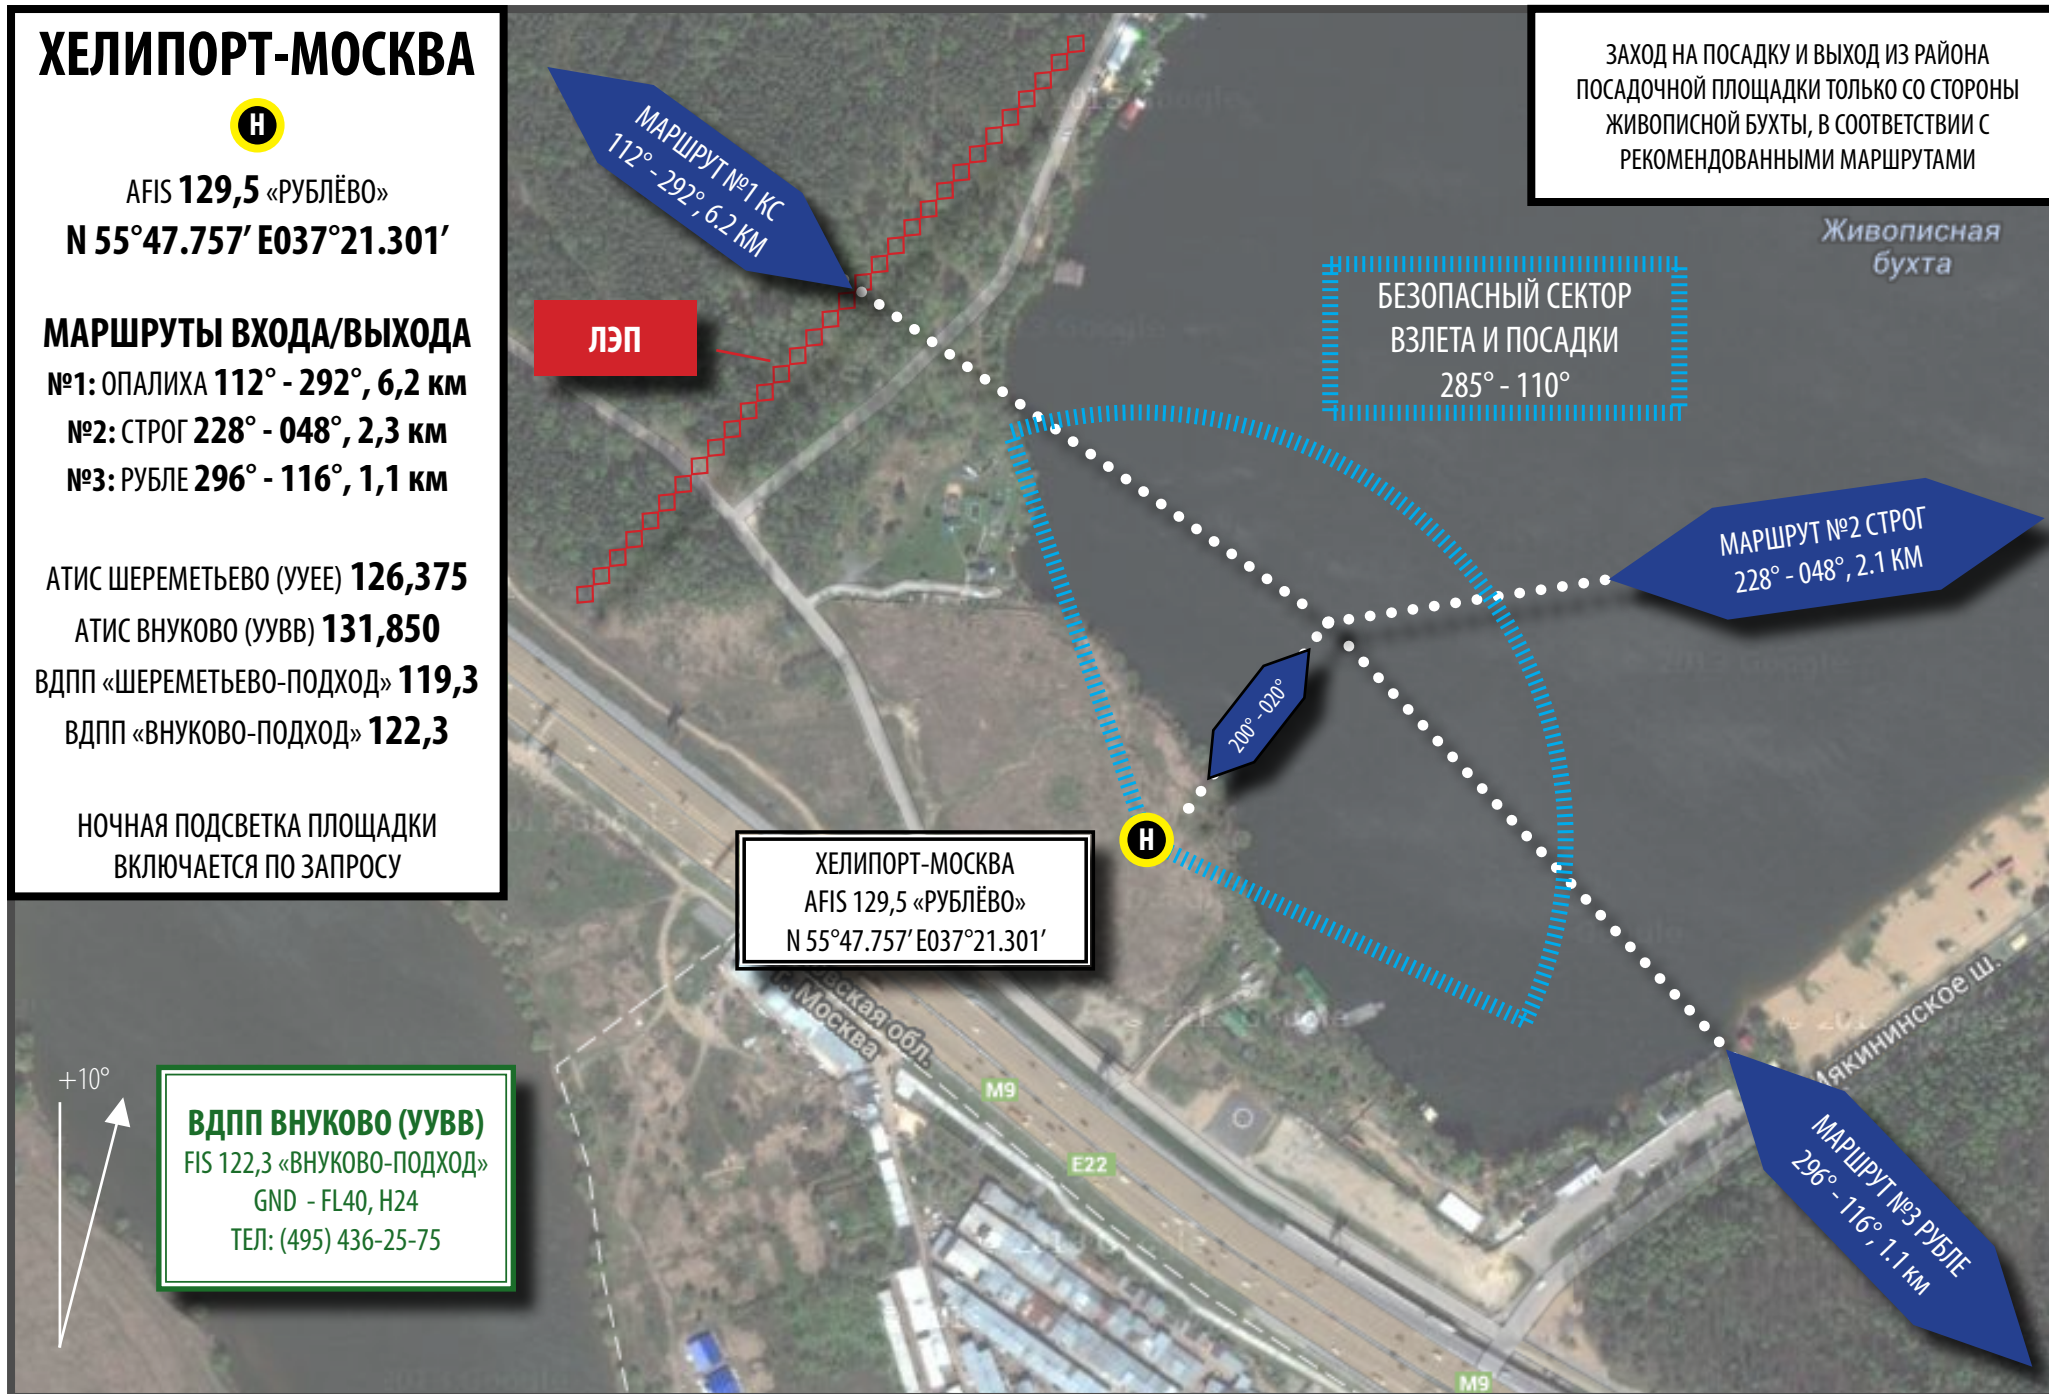 ХЕЛИПОРТ-МОСКВА
H
AFIS 129,5 «РУБЛЁВО»
N 55°47.757' E037°21.301'
МАРШРУТЫ ВХОДА/ВЫХОДА
№1: ОПАЛИХА 112° - 292°, 6,2 км
№2: СТРОГ 228° - 048°, 2,3 км
№3: РУБЛЕ 296° - 116°, 1,1 км
АТИС ШЕРЕМЕТЬЕВО (УУЕЕ) 126,375
АТИС ВНУКОВО (УУВВ) 131,850
ВДПП «ШЕРЕМЕТЬЕВО-ПОДХОД» 119,3
ВДПП «ВНУКОВО-ПОДХОД» 122,3
НОЧНАЯ ПОДСВЕТКА ПЛОЩАДКИ
ВКЛЮЧАЕТСЯ ПО ЗАПРОСУ
МАРШРУТ №1 КС
112° - 292°, 6.2 КМ
ЛЭП
ЗАХОД НА ПОСАДКУ И ВЫХОД ИЗ РАЙОНА
ПОСАДОЧНОЙ ПЛОЩАДКИ ТОЛЬКО СО СТОРОНЫ
ЖИВОПИСНОЙ БУХТЫ, В СООТВЕТСТВИИ С
РЕКОМЕНДОВАННЫМИ МАРШРУТАМИ
Живописная
бухта
БЕЗОПАСНЫЙ СЕКТОР
ВЗЛЕТА И ПОСАДКИ
285° - 110°
МАРШРУТ №2 СТРОГ
228° - 048°, 2.1 КМ
200° - 020°
H
ХЕЛИПОРТ-МОСКВА
AFIS 129,5 «РУБЛЁВО»
N 55°47.757' E037°21.301'
вская обл.
г. Москва
M9
E22
M9
Мякининское ш.
МАРШРУТ №3 РУБЛЕ
296° - 116°, 1.1 КМ
+10°
ВДПП ВНУКОВО (УУВВ)
FIS 122,3 «ВНУКОВО-ПОДХОД»
GND - FL40, H24
ТЕЛ: (495) 436-25-75